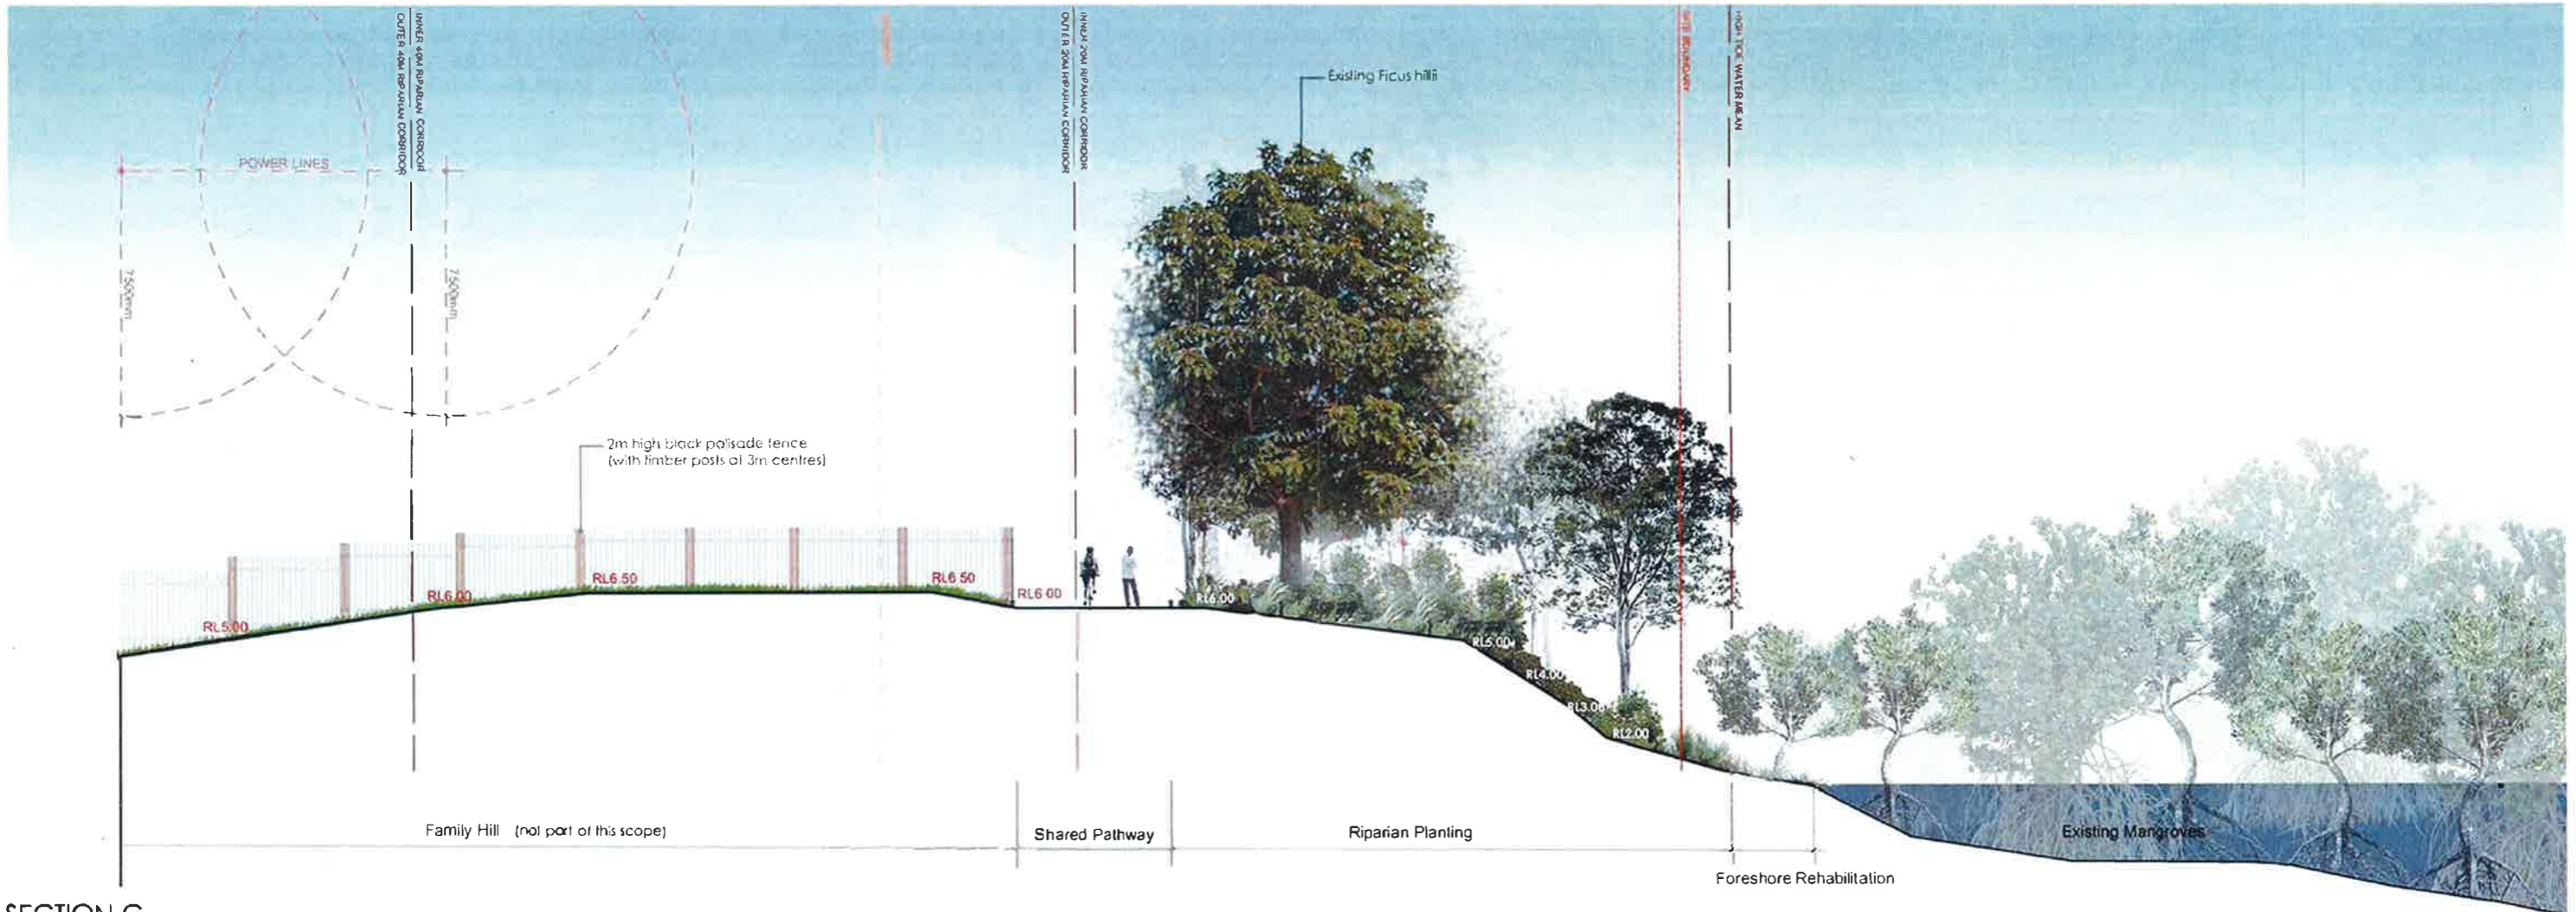 INNER 40M RIPARIAN CORRIDOR
OUTER 40M RIPARIAN CORRIDOR
INNER 20M RIPARIAN CORRIDOR
OUTER 20M RIPARIAN CORRIDOR
SITE BOUNDARY
HIGH TIDE WATER MEAN
Existing Ficus hillii
POWER LINES
7500mm
7500mm
2m high black palisade fence
(with timber posts at 3m centres)
RL5.00
RL6.00
RL6.50
RL6.50
RL6.00
RL6.00
RL5.00
RL4.00
RL3.00
RL2.00
Family Hill (not part of this scope)
Shared Pathway
Riparian Planting
Existing Mangroves
Foreshore Rehabilitation
SECTION C